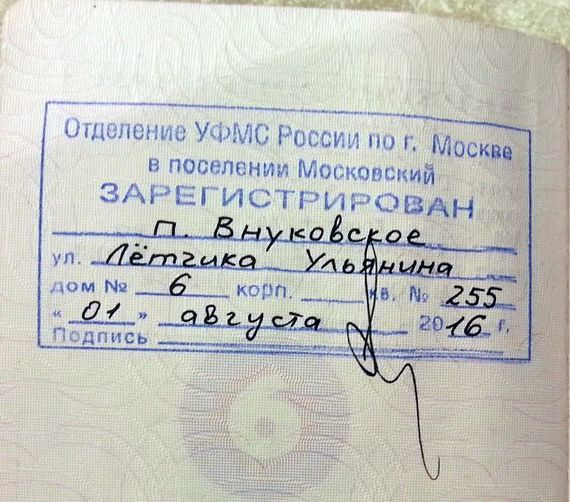 Отделение УФМС России по г. Москве
в поселении Московский
ЗАРЕГИСТРИРОВАН
п. Внуковское
ул. Лётчика Ульянина
дом № 6 корп. кв. № 255
« 01 » августа 2016 г.
Подпись
6